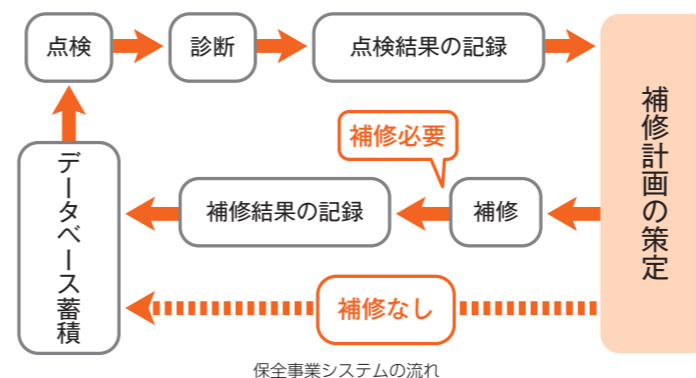 点検
診断
点検結果の記録
補修計画の策定
補修必要
補修
補修結果の記録
データベース蓄積
補修なし
保全事業システムの流れ